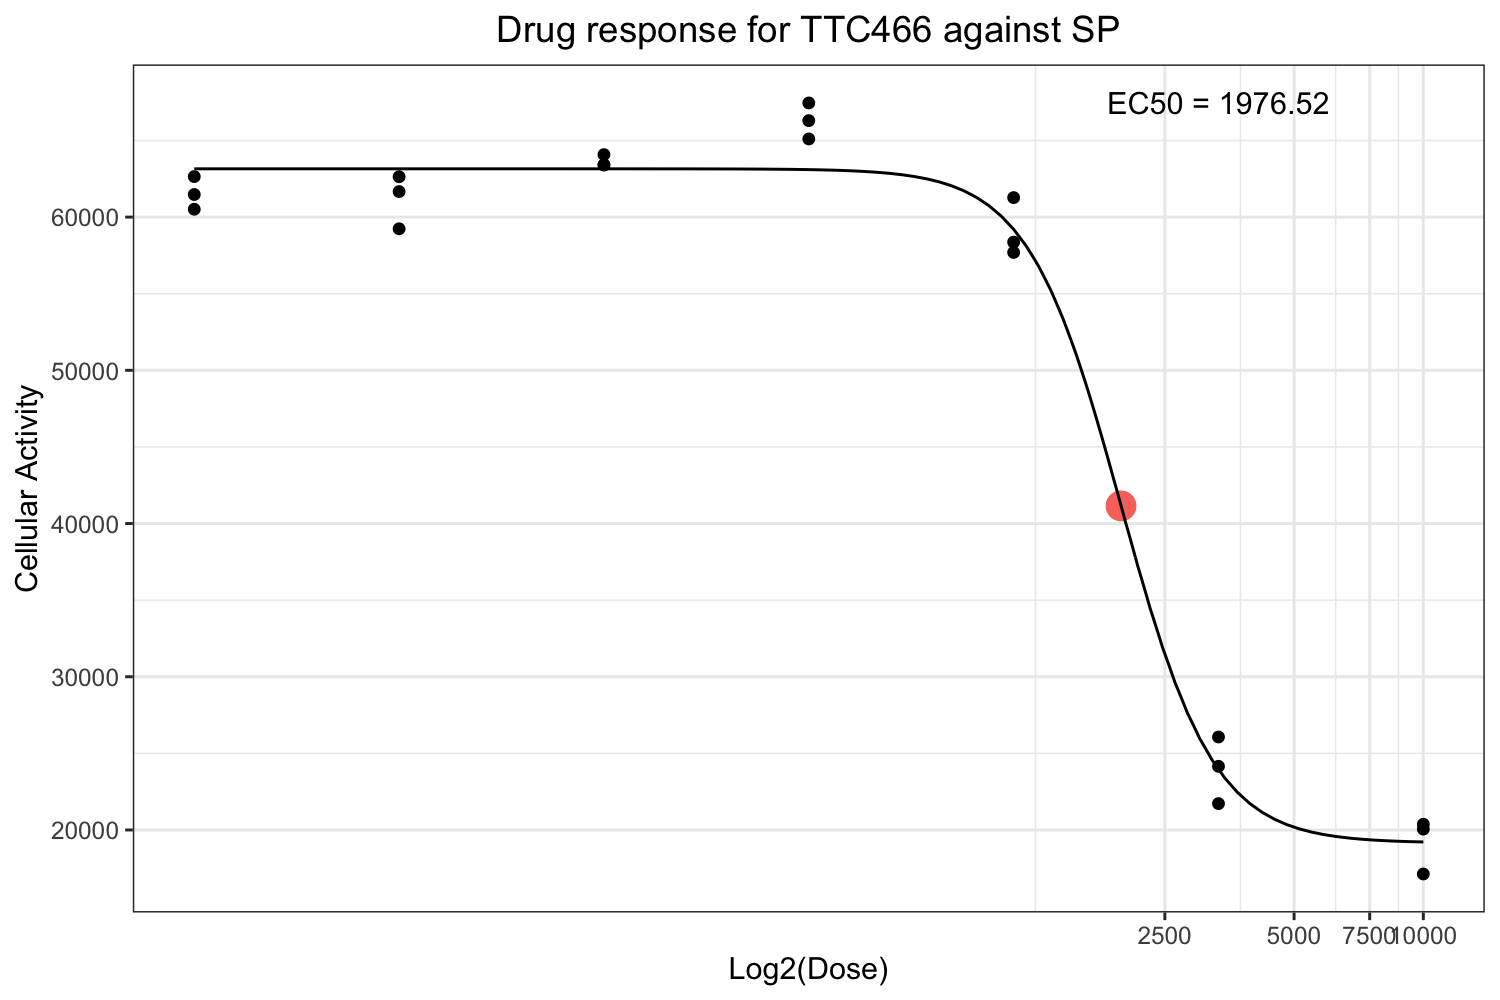 Drug response for TTC466 against SP
EC50 = 1976.52
60000
50000
40000
30000
20000
Cellular Activity
2500 5000 7500 10000
Log2(Dose)